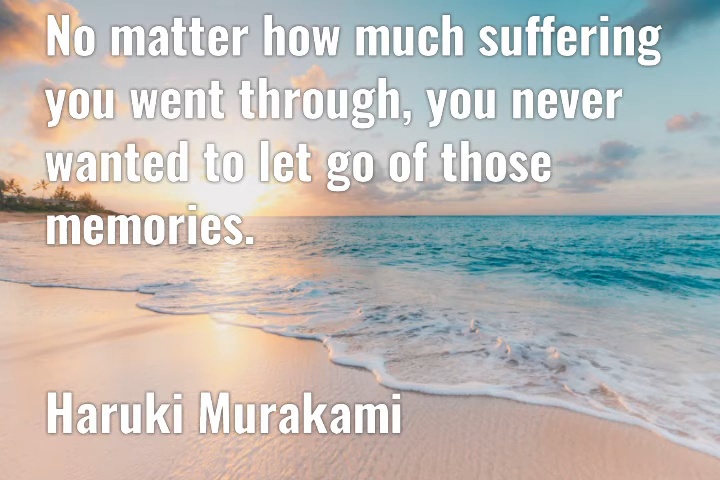 No matter how much suffering
you went through, you never
wanted to let go of those
memories.
Haruki Murakami